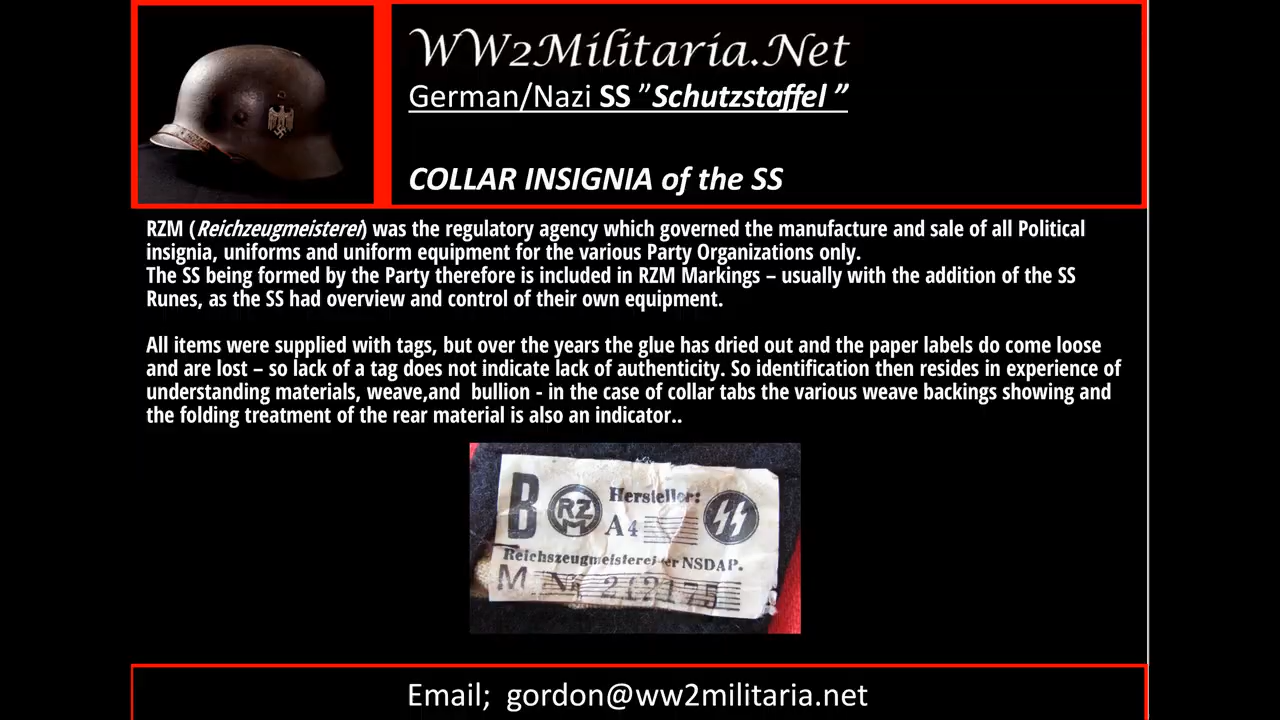 WW2Militaria.Net
German/Nazi SS ”Schutzstaffel ”
COLLAR INSIGNIA of the SS
RZM (Reichzeugmeisterei) was the regulatory agency which governed the manufacture and sale of all Political
insignia, uniforms and uniform equipment for the various Party Organizations only.
The SS being formed by the Party therefore is included in RZM Markings – usually with the addition of the SS
Runes, as the SS had overview and control of their own equipment.
All items were supplied with tags, but over the years the glue has dried out and the paper labels do come loose
and are lost – so lack of a tag does not indicate lack of authenticity. So identification then resides in experience of
understanding materials, weave,and  bullion - in the case of collar tabs the various weave backings showing and
the folding treatment of the rear material is also an indicator..
B RZM Hersteller:
A4
Reichszeugmeisterei er NSDAP.
M 212175
Email;  gordon@ww2militaria.net